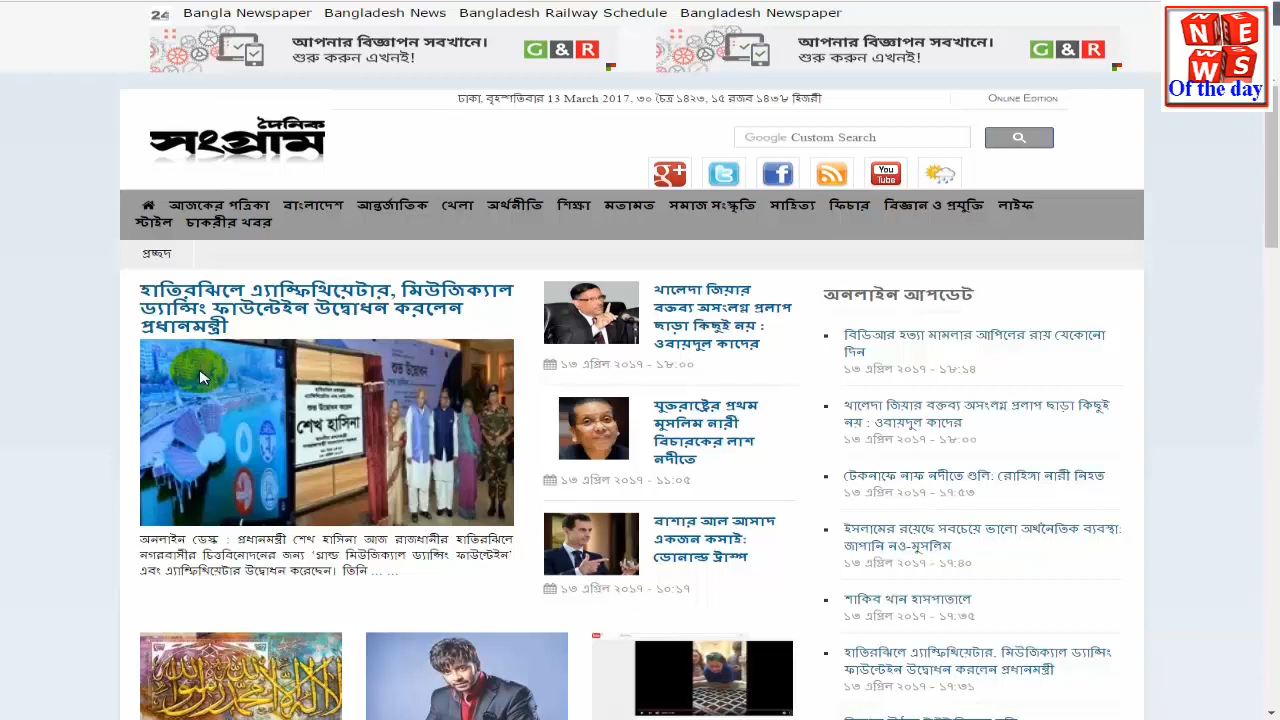 24 Bangla Newspaper Bangladesh News Bangladesh Railway Schedule Bangladesh Newspaper
আপনার বিজ্ঞাপন সবখানে।
শুরু করুন এখনই!
G & R
আপনার বিজ্ঞাপন সবখানে।
শুরু করুন এখনই!
G & R
NEWS
Of the day
ঢাকা, বৃহস্পতিবার 13 March 2017, ৩০ চৈত্র ১৪২৩, ১৫ রজব ১৪৩৮ হিজরী
Online Edition
দৈনিক
সংগ্রাম
Google Custom Search
g+
You
Tube
আজকের পত্রিকা বাংলাদেশ আন্তর্জাতিক খেলা অর্থনীতি শিক্ষা মতামত সমাজ সংস্কৃতি সাহিত্য ফিচার বিজ্ঞান ও প্রযুক্তি লাইফ
স্টাইল চাকরীর খবর
প্রচ্ছদ
হাতিরঝিলে এ্যাম্ফিথিয়েটার, মিউজিক্যাল
ড্যান্সিং ফাউন্টেইন উদ্বোধন করলেন
প্রধানমন্ত্রী
শুভ উদ্বোধন
শুভ উদ্বোধন করেন
শেখ হাসিনা
অনলাইন ডেস্ক : প্রধানমন্ত্রী শেখ হাসিনা আজ রাজধানীর হাতিরঝিলে
নগরবাসীর চিত্তবিনোদনের জন্য ‘গ্রান্ড মিউজিক্যাল ড্যান্সিং ফাউন্টেইন’
এবং এ্যাম্ফিথিয়েটার উদ্বোধন করেছেন। তিনি ... ...
খালেদা জিয়ার
বক্তব্য অসংলগ্ন প্রলাপ
ছাড়া কিছুই নয় :
ওবায়দুল কাদের
১৩ এপ্রিল ২০১৭ - ১৮:০০
যুক্তরাষ্ট্রের প্রথম
মুসলিম নারী
বিচারকের লাশ
নদীতে
১৩ এপ্রিল ২০১৭ - ১১:০৫
বাশার আল আসাদ
একজন কসাই:
ডোনাল্ড ট্রাম্প
১৩ এপ্রিল ২০১৭ - ১০:১৭
অনলাইন আপডেট
বিডিআর হত্যা মামলার আপিলের রায় যেকোনো
দিন
১৩ এপ্রিল ২০১৭ - ১৮:১৪
খালেদা জিয়ার বক্তব্য অসংলগ্ন প্রলাপ ছাড়া কিছুই
নয় : ওবায়দুল কাদের
১৩ এপ্রিল ২০১৭ - ১৮:০০
টেকনাফে নাফ নদীতে গুলি: রোহিঙ্গা নারী নিহত
১৩ এপ্রিল ২০১৭ - ১৭:৫৩
ইসলামের রয়েছে সবচেয়ে ভালো অর্থনৈতিক ব্যবস্থা:
জাপানি নও-মুসলিম
১৩ এপ্রিল ২০১৭ - ১৭:৪০
শাকিব খান হাসপাতালে
১৩ এপ্রিল ২০১৭ - ১৭:৩৫
হাতিরঝিলে এ্যাম্ফিথিয়েটার, মিউজিক্যাল ড্যান্সিং
ফাউন্টেইন উদ্বোধন করলেন প্রধানমন্ত্রী
১৩ এপ্রিল ২০১৭ - ১৭:৩১